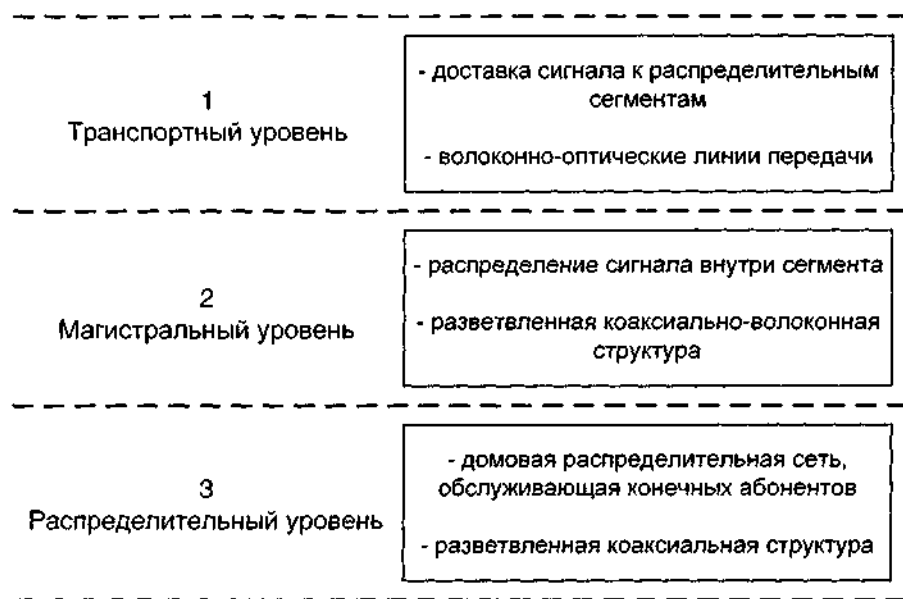 1
Транспортный уровень
- доставка сигнала к распределительным
сегментам
- волоконно-оптические линии передачи
2
Магистральный уровень
- распределение сигнала внутри сегмента
- разветвленная коаксиально-волоконная
структура
3
Распределительный уровень
- домовая распределительная сеть,
обслуживающая конечных абонентов
- разветвленная коаксиальная структура